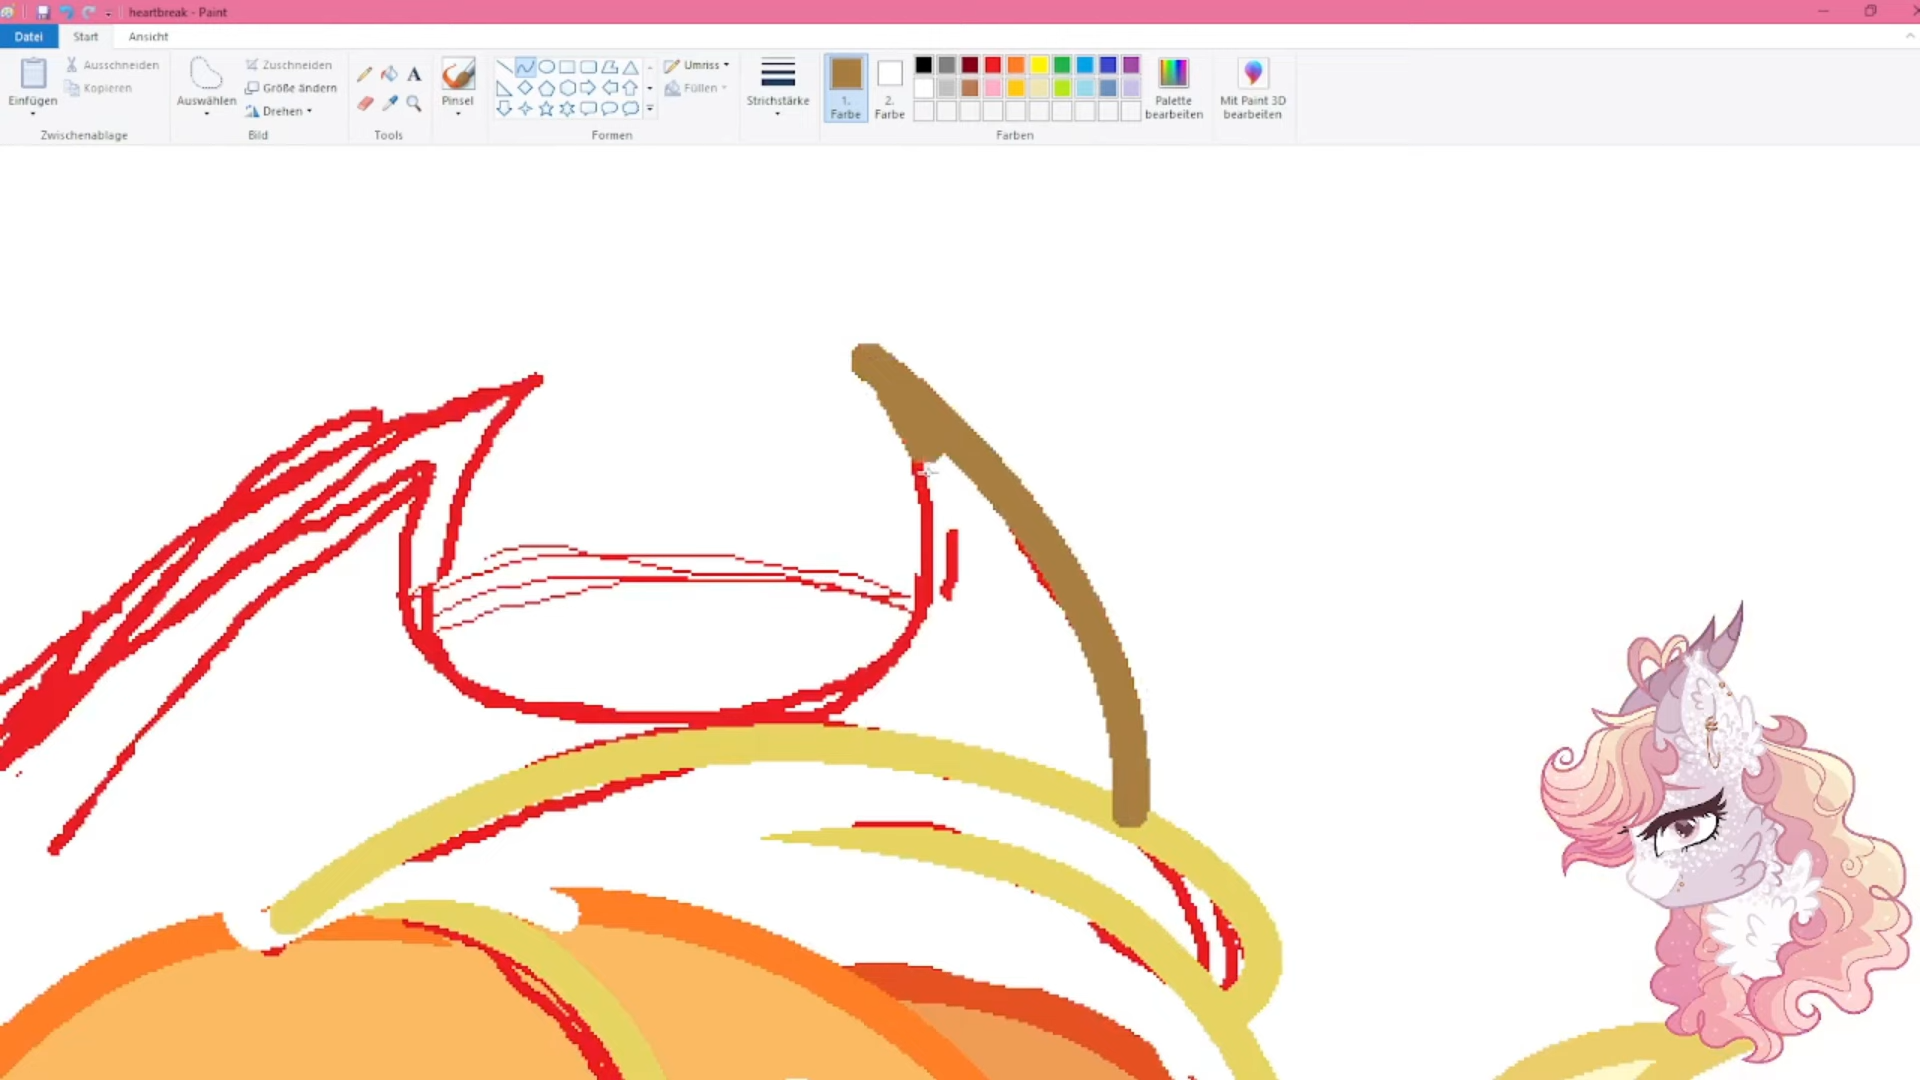 heartbreak - Paint
Datei Start Ansicht
Ausschneiden Zuschneiden Umriss
Kopieren Größe ändern Füllen
Einfügen Auswählen Drehen Pinsel Strichstärke 1. Farbe 2. Farbe Palette bearbeiten Mit Paint 3D bearbeiten
Zwischenablage Bild Tools Formen Farben